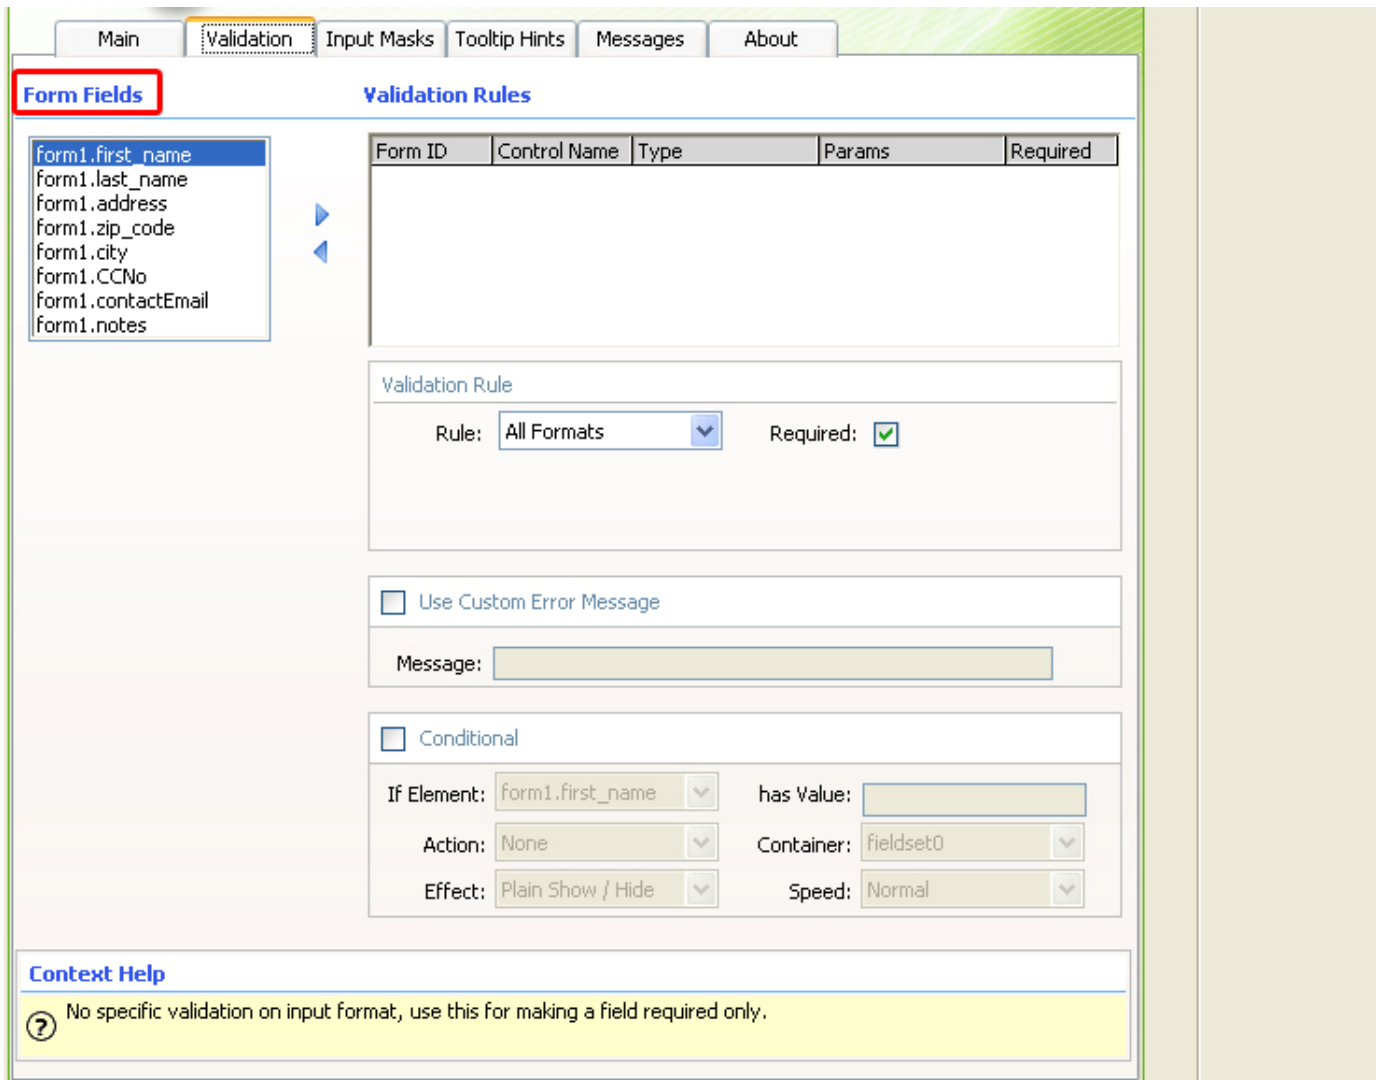 Main Validation Input Masks Tooltip Hints Messages About
Form Fields Validation Rules
form1.first_name
form1.last_name
form1.address
form1.zip_code
form1.city
form1.CCNo
form1.contactEmail
form1.notes
Form ID Control Name Type Params Required
Validation Rule
Rule: All Formats Required:
Use Custom Error Message
Message:
Conditional
If Element: form1.first_name has Value:
Action: None Container: fieldset0
Effect: Plain Show / Hide Speed: Normal
Context Help
No specific validation on input format, use this for making a field required only.